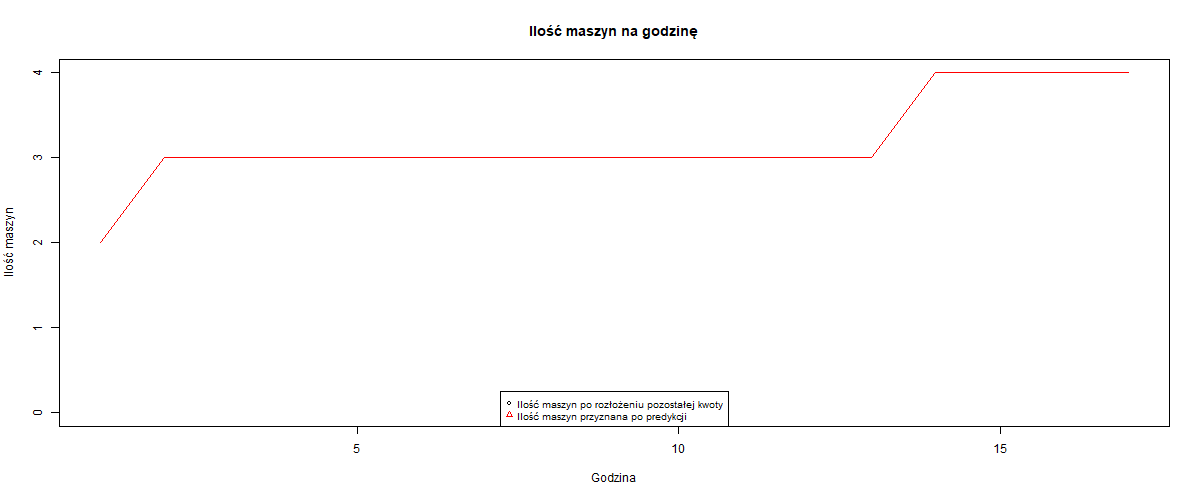 Ilość maszyn na godzinę
4
3
2
1
0
Ilość maszyn
Ilość maszyn po rozłożeniu pozostałej kwoty
Ilość maszyn przyznana po predykcji
5
10
15
Godzina